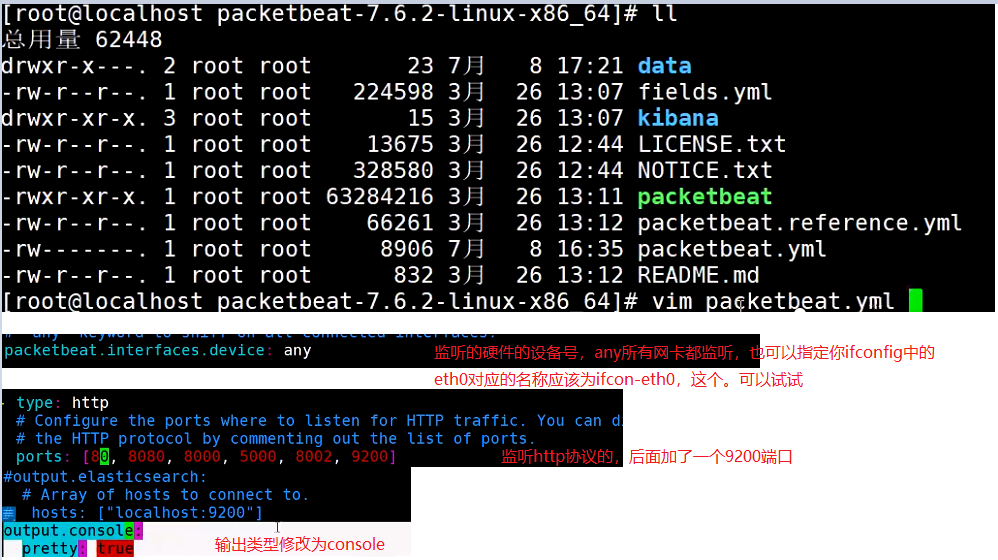 [root@localhost packetbeat-7.6.2-linux-x86_64]# ll
总用量 62448
drwxr-x---. 2 root root 23 7月 8 17:21 data
-rw-r--r--. 1 root root 224598 3月 26 13:07 fields.yml
drwxr-xr-x. 3 root root 15 3月 26 13:07 kibana
-rw-r--r--. 1 root root 13675 3月 26 12:44 LICENSE.txt
-rw-r--r--. 1 root root 328580 3月 26 12:44 NOTICE.txt
-rwxr-xr-x. 1 root root 63284216 3月 26 13:11 packetbeat
-rw-r--r--. 1 root root 66261 3月 26 13:12 packetbeat.reference.yml
-rw-------. 1 root root 8906 7月 8 16:35 packetbeat.yml
-rw-r--r--. 1 root root 832 3月 26 13:12 README.md
[root@localhost packetbeat-7.6.2-linux-x86_64]# vim packetbeat.yml
# "any" keyword to sniff on all connected interfaces.
packetbeat.interfaces.device: any
监听的硬件的设备号，any所有网卡都监听，也可以指定你ifconfig中的
eth0对应的名称应该为ifcon-eth0，这个。可以试试
- type: http
# Configure the ports where to listen for HTTP traffic. You can di
# the HTTP protocol by commenting out the list of ports.
ports: [80, 8080, 8000, 5000, 8002, 9200]
监听http协议的，后面加了一个9200端口
#output.elasticsearch:
# Array of hosts to connect to.
hosts: ["localhost:9200"]
output.console:
pretty: true
输出类型修改为console